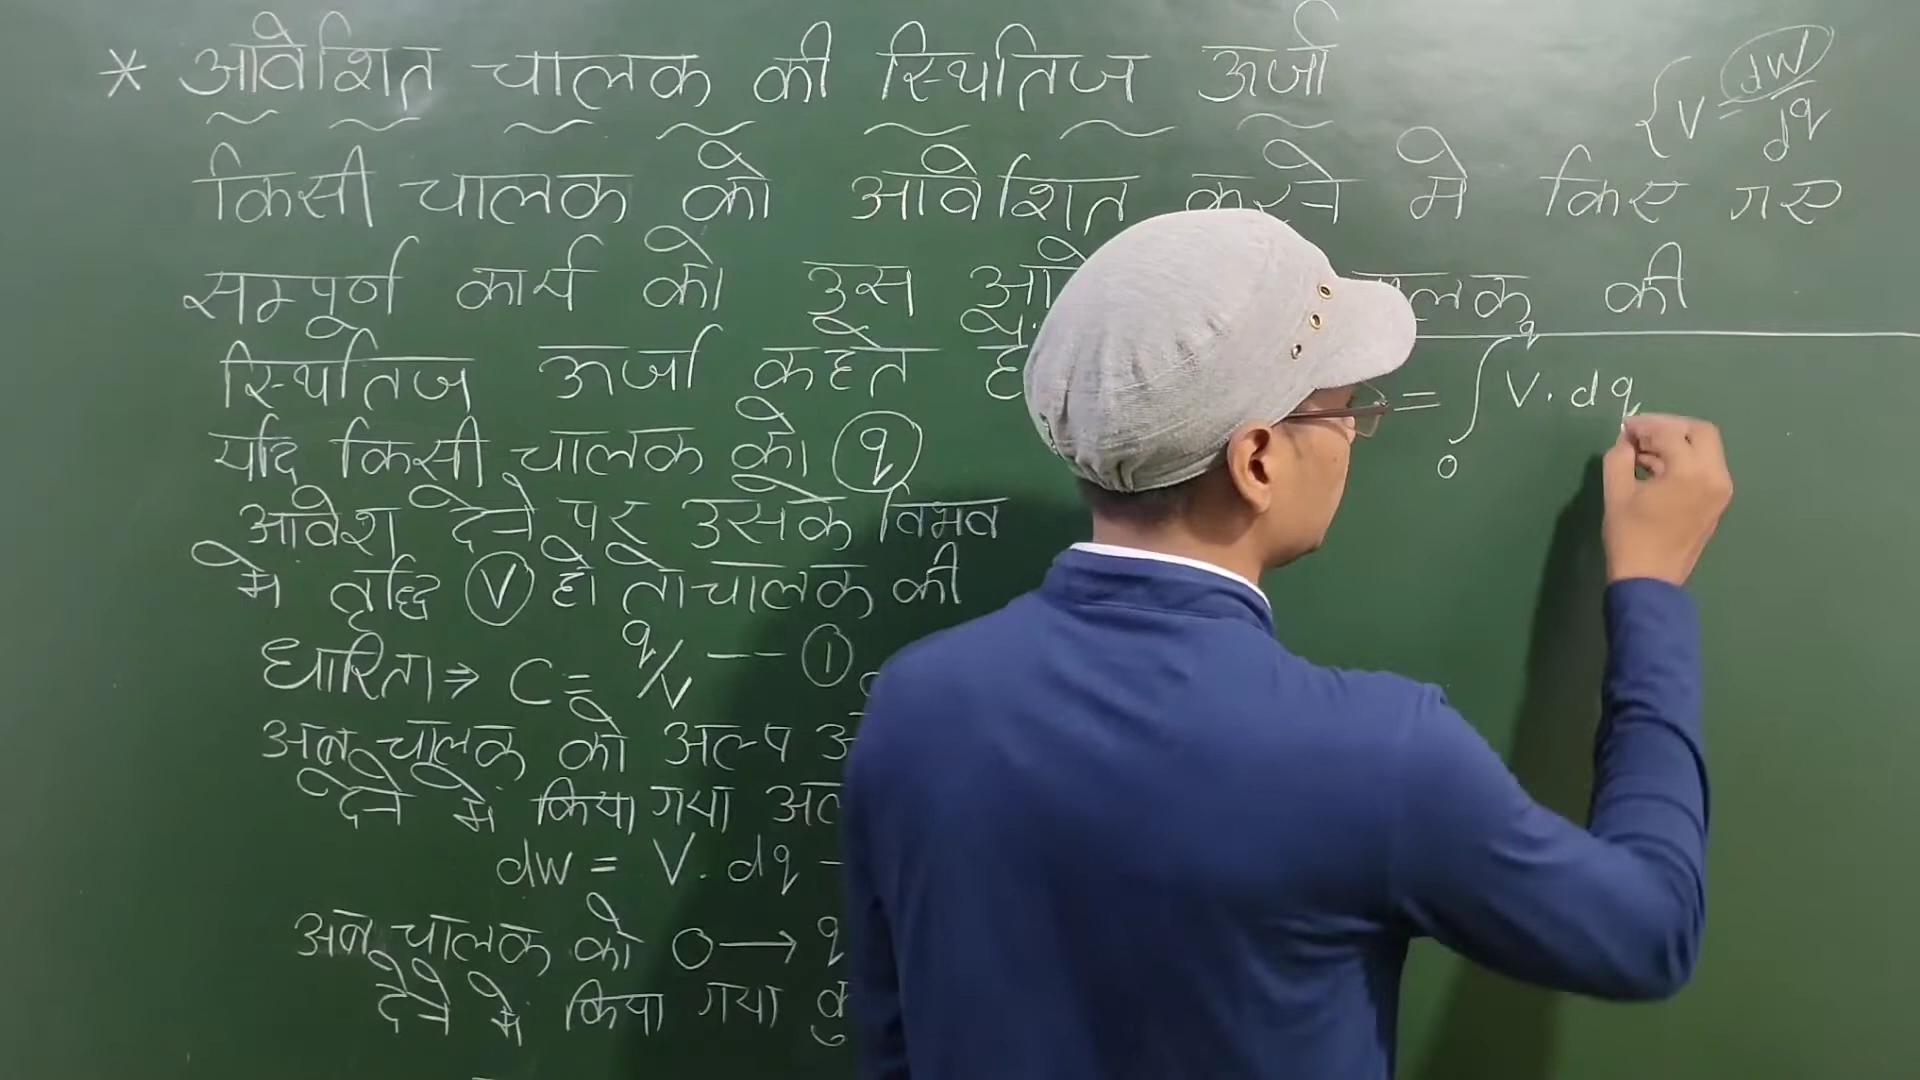 * आवेशित चालक की स्थितिज ऊर्जा
{ V = dW/dq
किसी चालक को आवेशित करने मे किए गए
सम्पूर्ण कार्य को उस की
स्थितिज ऊर्जा कहते
यदि किसी चालक को q
आवेश देने पर उसके विभव
मे वृद्धि V हो तो चालक की
धारिता ⇒ C = q/V --- ①
अब चालक को अल्प
देने में किया गया
dw = V. dq -
अब चालक को 0 → q
देने मे किया गया
= ∫₀^q V. dq